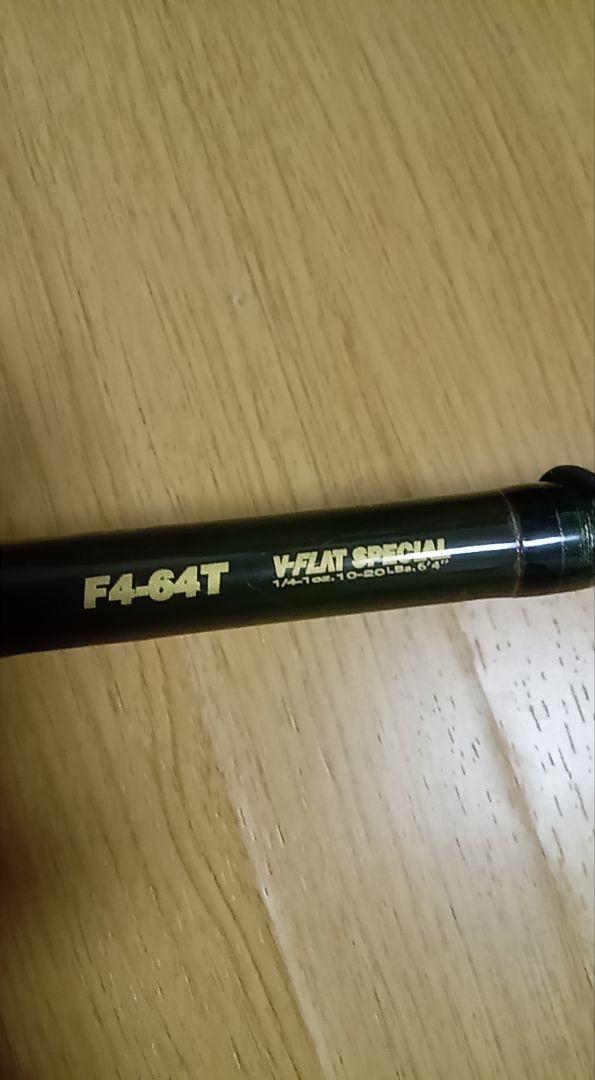 F4-64T
V-FLAT SPECIAL
1/4-1oz. 10-20LBs. 6'4"